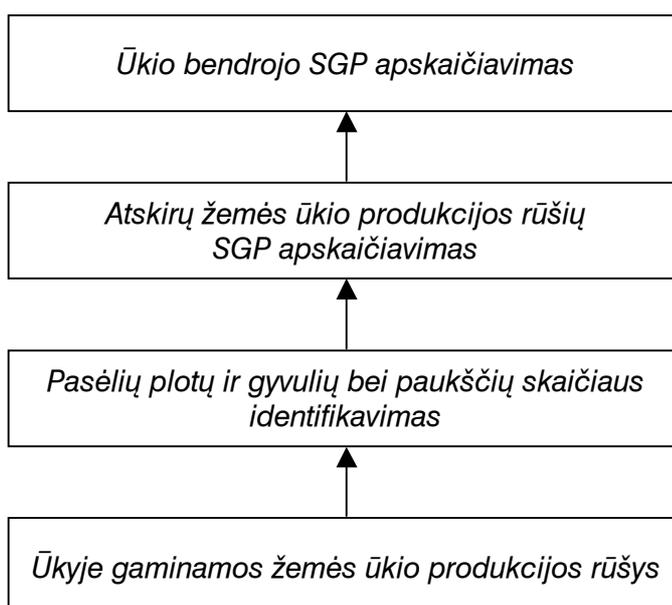 Ūkio bendrojo SGP apskaičiavimas
Atskirų žemės ūkio produkcijos rūšių
SGP apskaičiavimas
Pasėlių plotų ir gyvulių bei paukščių skaičiaus
identifikavimas
Ūkyje gaminamos žemės ūkio produkcijos rūšys